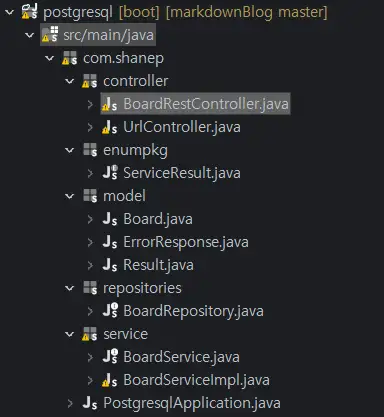 postgresql [boot] [markdownBlog master]
src/main/java
com.shanep
controller
BoardRestController.java
UrlController.java
enumpkg
ServiceResult.java
model
Board.java
ErrorResponse.java
Result.java
repositories
BoardRepository.java
service
BoardService.java
BoardServiceImpl.java
PostgresqlApplication.java